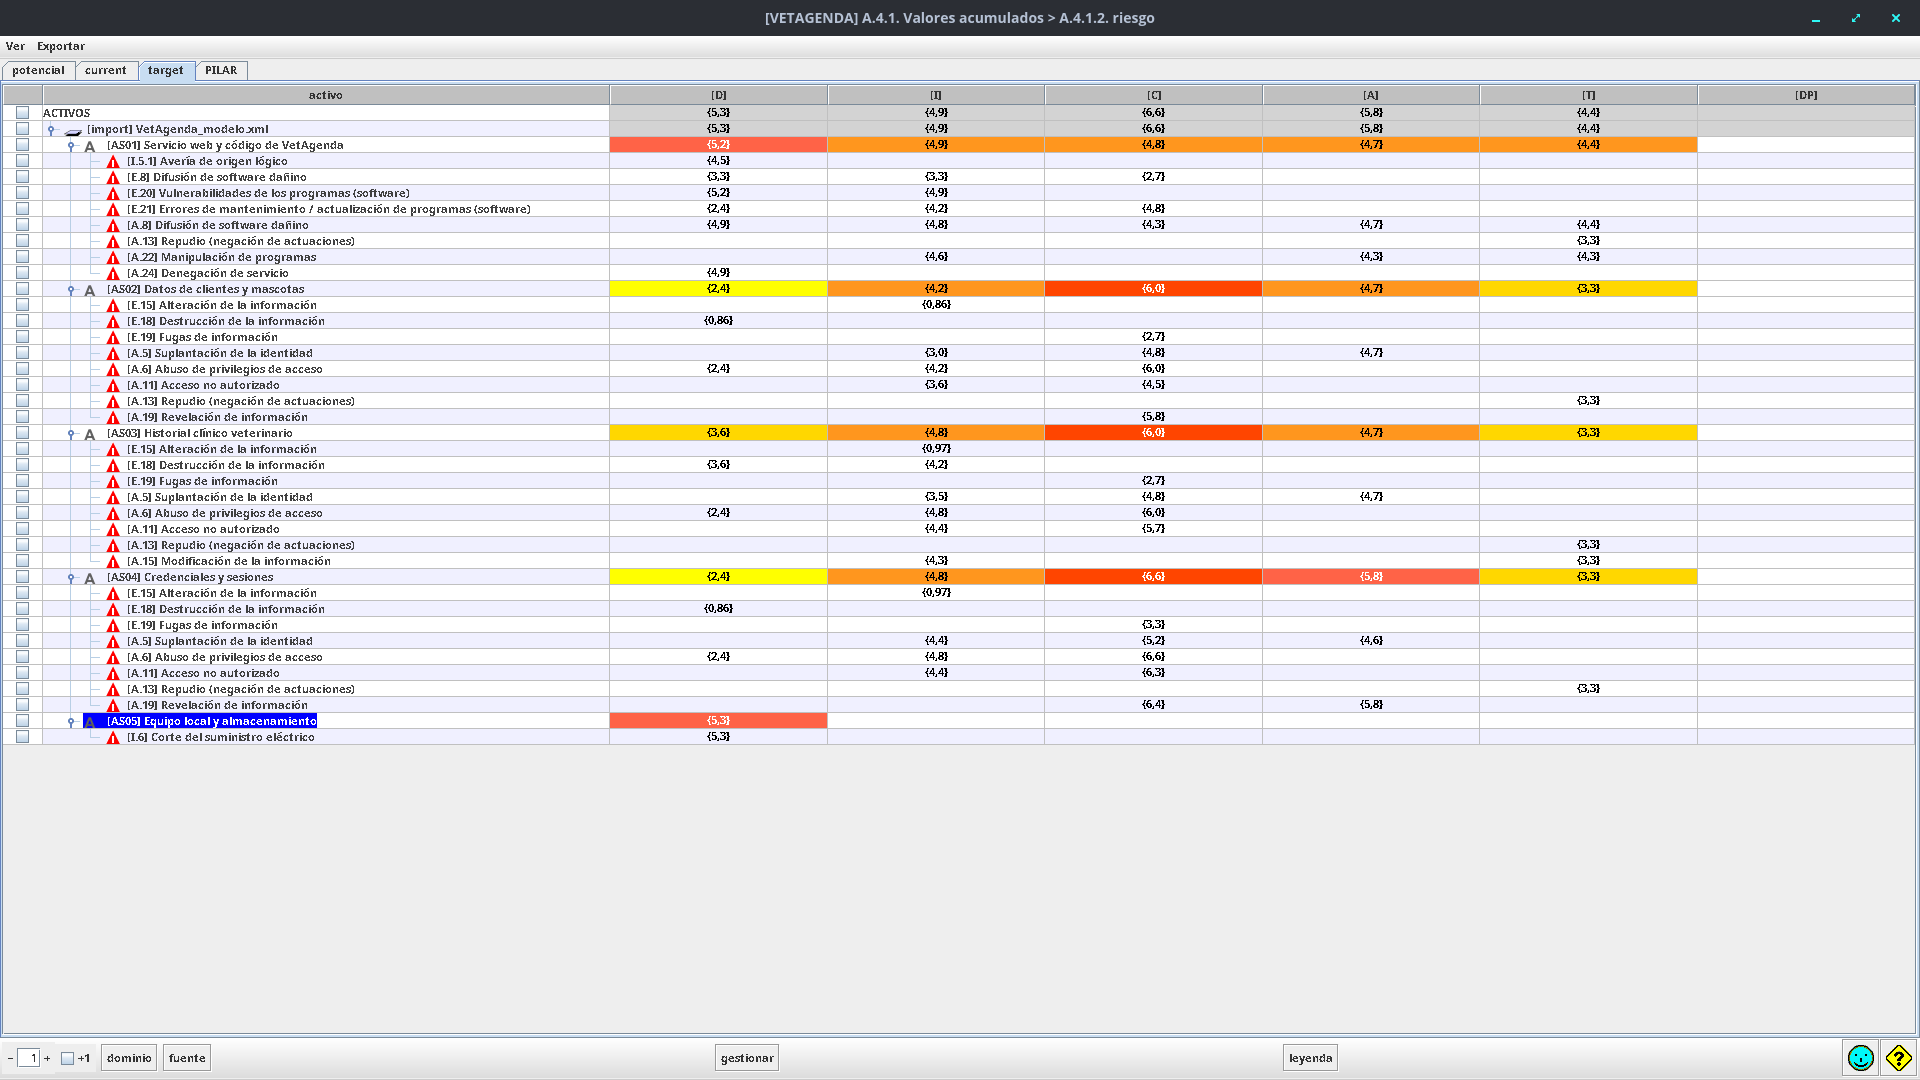 [VETAGENDA] A.4.1. Valores acumulados > A.4.1.2. riesgo
Ver Exportar
potencial current target PILAR
activo [D] [I] [C] [A] [T] [DP]
ACTIVOS {5,3} {4,9} {6,6} {5,8} {4,4}
[import] VetAgenda_modelo.xml {5,3} {4,9} {6,6} {5,8} {4,4}
A [AS01] Servicio web y código de VetAgenda {5,2} {4,9} {4,8} {4,7} {4,4}
[I.5.1] Avería de origen lógico {4,5}
[E.8] Difusión de software dañino {3,3} {3,3} {2,7}
[E.20] Vulnerabilidades de los programas (software) {5,2} {4,9}
[E.21] Errores de mantenimiento / actualización de programas (software) {2,4} {4,2} {4,8}
[A.8] Difusión de software dañino {4,9} {4,8} {4,3} {4,7} {4,4}
[A.13] Repudio (negación de actuaciones) {3,3}
[A.22] Manipulación de programas {4,6} {4,3} {4,3}
[A.24] Denegación de servicio {4,9}
A [AS02] Datos de clientes y mascotas {2,4} {4,2} {6,0} {4,7} {3,3}
[E.15] Alteración de la información {0,86}
[E.18] Destrucción de la información {0,86}
[E.19] Fugas de información {2,7}
[A.5] Suplantación de la identidad {3,0} {4,8} {4,7}
[A.6] Abuso de privilegios de acceso {2,4} {4,2} {6,0}
[A.11] Acceso no autorizado {3,6} {4,5}
[A.13] Repudio (negación de actuaciones) {3,3}
[A.19] Revelación de información {5,8}
A [AS03] Historial clínico veterinario {3,6} {4,8} {6,0} {4,7} {3,3}
[E.15] Alteración de la información {0,97}
[E.18] Destrucción de la información {3,6} {4,2}
[E.19] Fugas de información {2,7}
[A.5] Suplantación de la identidad {3,5} {4,8} {4,7}
[A.6] Abuso de privilegios de acceso {2,4} {4,8} {6,0}
[A.11] Acceso no autorizado {4,4} {5,7}
[A.13] Repudio (negación de actuaciones) {3,3}
[A.15] Modificación de la información {4,3} {3,3}
A [AS04] Credenciales y sesiones {2,4} {4,8} {6,6} {5,8} {3,3}
[E.15] Alteración de la información {0,97}
[E.18] Destrucción de la información {0,86}
[E.19] Fugas de información {3,3}
[A.5] Suplantación de la identidad {4,4} {5,2} {4,6}
[A.6] Abuso de privilegios de acceso {2,4} {4,8} {6,6}
[A.11] Acceso no autorizado {4,4} {6,3}
[A.13] Repudio (negación de actuaciones) {3,3}
[A.19] Revelación de información {6,4} {5,8}
A [AS05] Equipo local y almacenamiento {5,3}
[I.6] Corte del suministro eléctrico {5,3}
- 1 + +1 dominio fuente gestionar leyenda ?